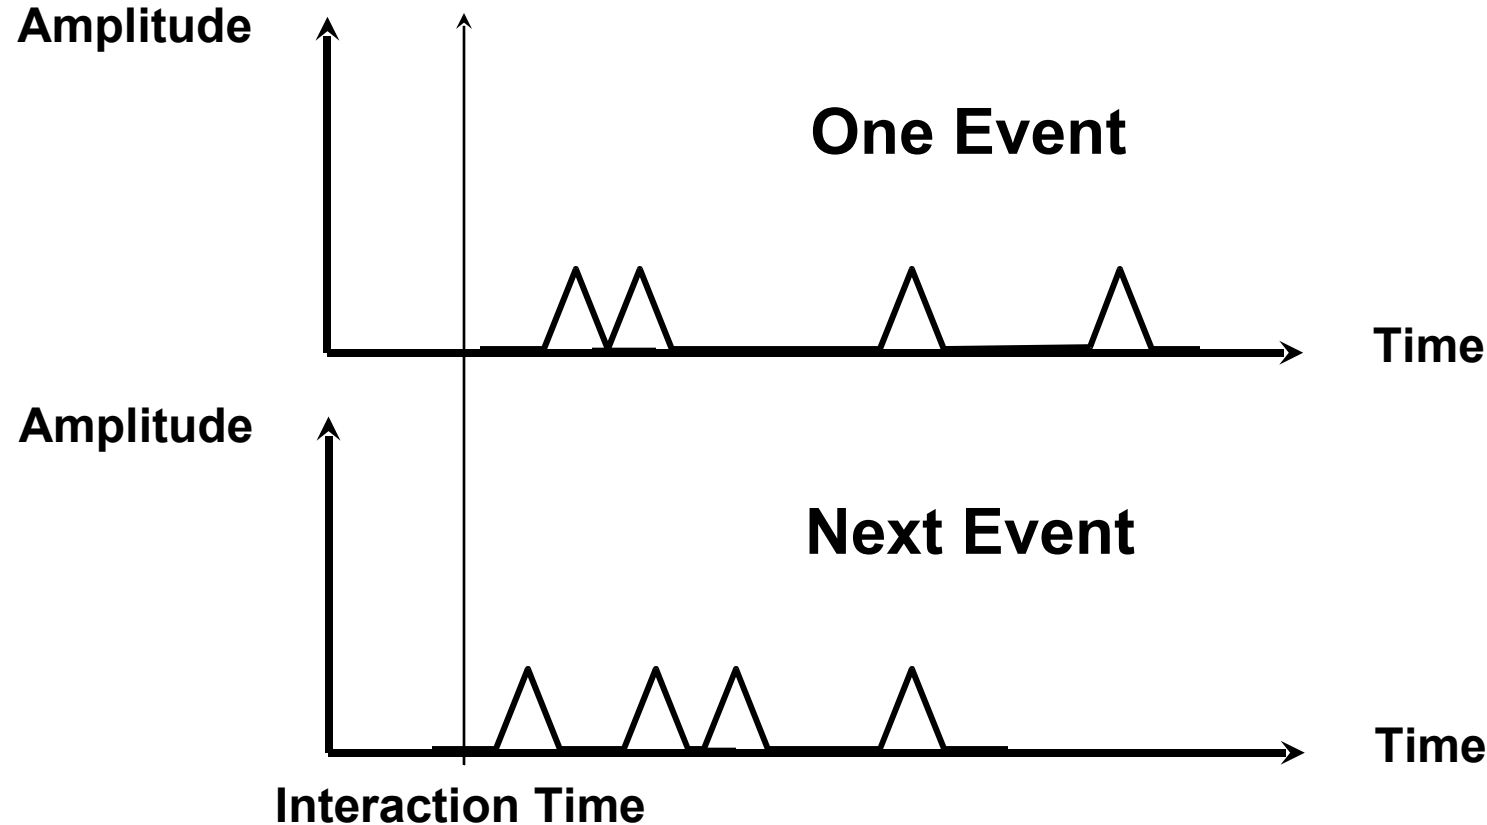 Amplitude
One Event
Time
Amplitude
Next Event
Time
Interaction Time